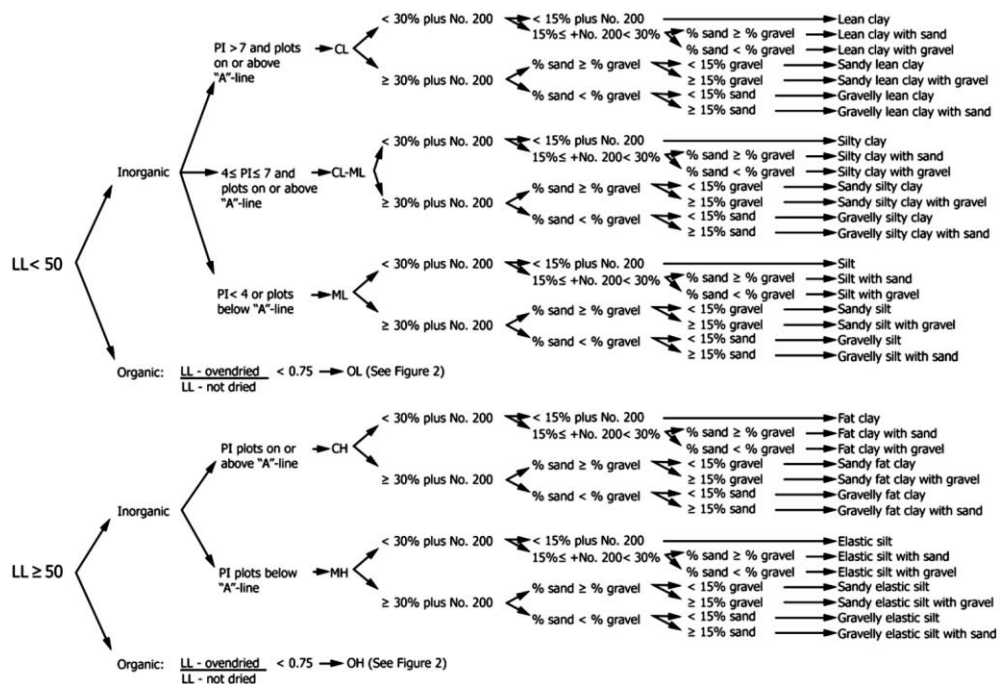 < 30% plus No. 200 < 15% plus No. 200 Lean clay
15%≤ +No. 200< 30% % sand ≥ % gravel Lean clay with sand
PI > 7 and plots on or above "A"-line CL % sand < % gravel Lean clay with gravel
≥ 30% plus No. 200 % sand ≥ % gravel < 15% gravel Sandy lean clay
≥ 15% gravel Sandy lean clay with gravel
% sand < % gravel < 15% sand Gravelly lean clay
≥ 15% sand Gravelly lean clay with sand
< 30% plus No. 200 < 15% plus No. 200 Silty clay
15%≤ +No. 200< 30% % sand ≥ % gravel Silty clay with sand
Inorganic 4≤ PI≤ 7 and plots on or above "A"-line CL-ML % sand < % gravel Silty clay with gravel
≥ 30% plus No. 200 % sand ≥ % gravel < 15% gravel Sandy silty clay
≥ 15% gravel Sandy silty clay with gravel
% sand < % gravel < 15% sand Gravelly silty clay
≥ 15% sand Gravelly silty clay with sand
LL< 50
< 30% plus No. 200 < 15% plus No. 200 Silt
15%≤ +No. 200< 30% % sand ≥ % gravel Silt with sand
PI< 4 or plots below "A"-line ML % sand < % gravel Silt with gravel
≥ 30% plus No. 200 % sand ≥ % gravel < 15% gravel Sandy silt
≥ 15% gravel Sandy silt with gravel
% sand < % gravel < 15% sand Gravelly silt
≥ 15% sand Gravelly silt with sand
Organic: LL - ovendried < 0.75 OL (See Figure 2)
LL - not dried
< 30% plus No. 200 < 15% plus No. 200 Fat clay
15%≤ +No. 200< 30% % sand ≥ % gravel Fat clay with sand
PI plots on or above "A"-line CH % sand < % gravel Fat clay with gravel
≥ 30% plus No. 200 % sand ≥ % gravel < 15% gravel Sandy fat clay
≥ 15% gravel Sandy fat clay with gravel
% sand < % gravel < 15% sand Gravelly fat clay
≥ 15% sand Gravelly fat clay with sand
Inorganic
< 30% plus No. 200 < 15% plus No. 200 Elastic silt
15%≤ +No. 200< 30% % sand ≥ % gravel Elastic silt with sand
LL ≥ 50 PI plots below "A"-line MH % sand < % gravel Elastic silt with gravel
≥ 30% plus No. 200 % sand ≥ % gravel < 15% gravel Sandy elastic silt
≥ 15% gravel Sandy elastic silt with gravel
% sand < % gravel < 15% sand Gravelly elastic silt
≥ 15% sand Gravelly elastic silt with sand
Organic: LL - ovendried < 0.75 OH (See Figure 2)
LL - not dried